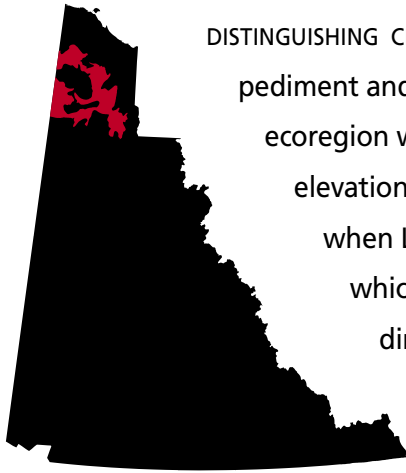 DISTINGUISHING C
pediment and
ecoregion w
elevation
when L
whic
dir